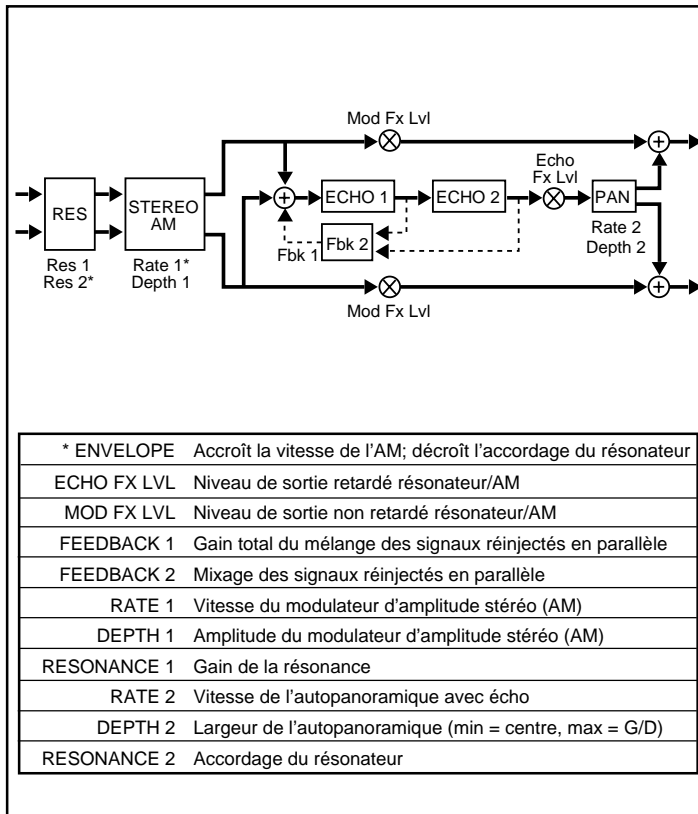 Mod Fx Lvl
Echo
Fx Lvl
RES
STEREO
AM
+
ECHO 1
ECHO 2
PAN
+
Fbk 1
Fbk 2
Res 1
Res 2*
Rate 1*
Depth 1
Rate 2
Depth 2
+
Mod Fx Lvl
* ENVELOPE Accroît la vitesse de l'AM; décroît l'accordage du résonateur
ECHO FX LVL Niveau de sortie retardé résonateur/AM
MOD FX LVL Niveau de sortie non retardé résonateur/AM
FEEDBACK 1 Gain total du mélange des signaux réinjectés en parallèle
FEEDBACK 2 Mixage des signaux réinjectés en parallèle
RATE 1 Vitesse du modulateur d'amplitude stéréo (AM)
DEPTH 1 Amplitude du modulateur d'amplitude stéréo (AM)
RESONANCE 1 Gain de la résonance
RATE 2 Vitesse de l'autopanoramique avec écho
DEPTH 2 Largeur de l'autopanoramique (min = centre, max = G/D)
RESONANCE 2 Accordage du résonateur